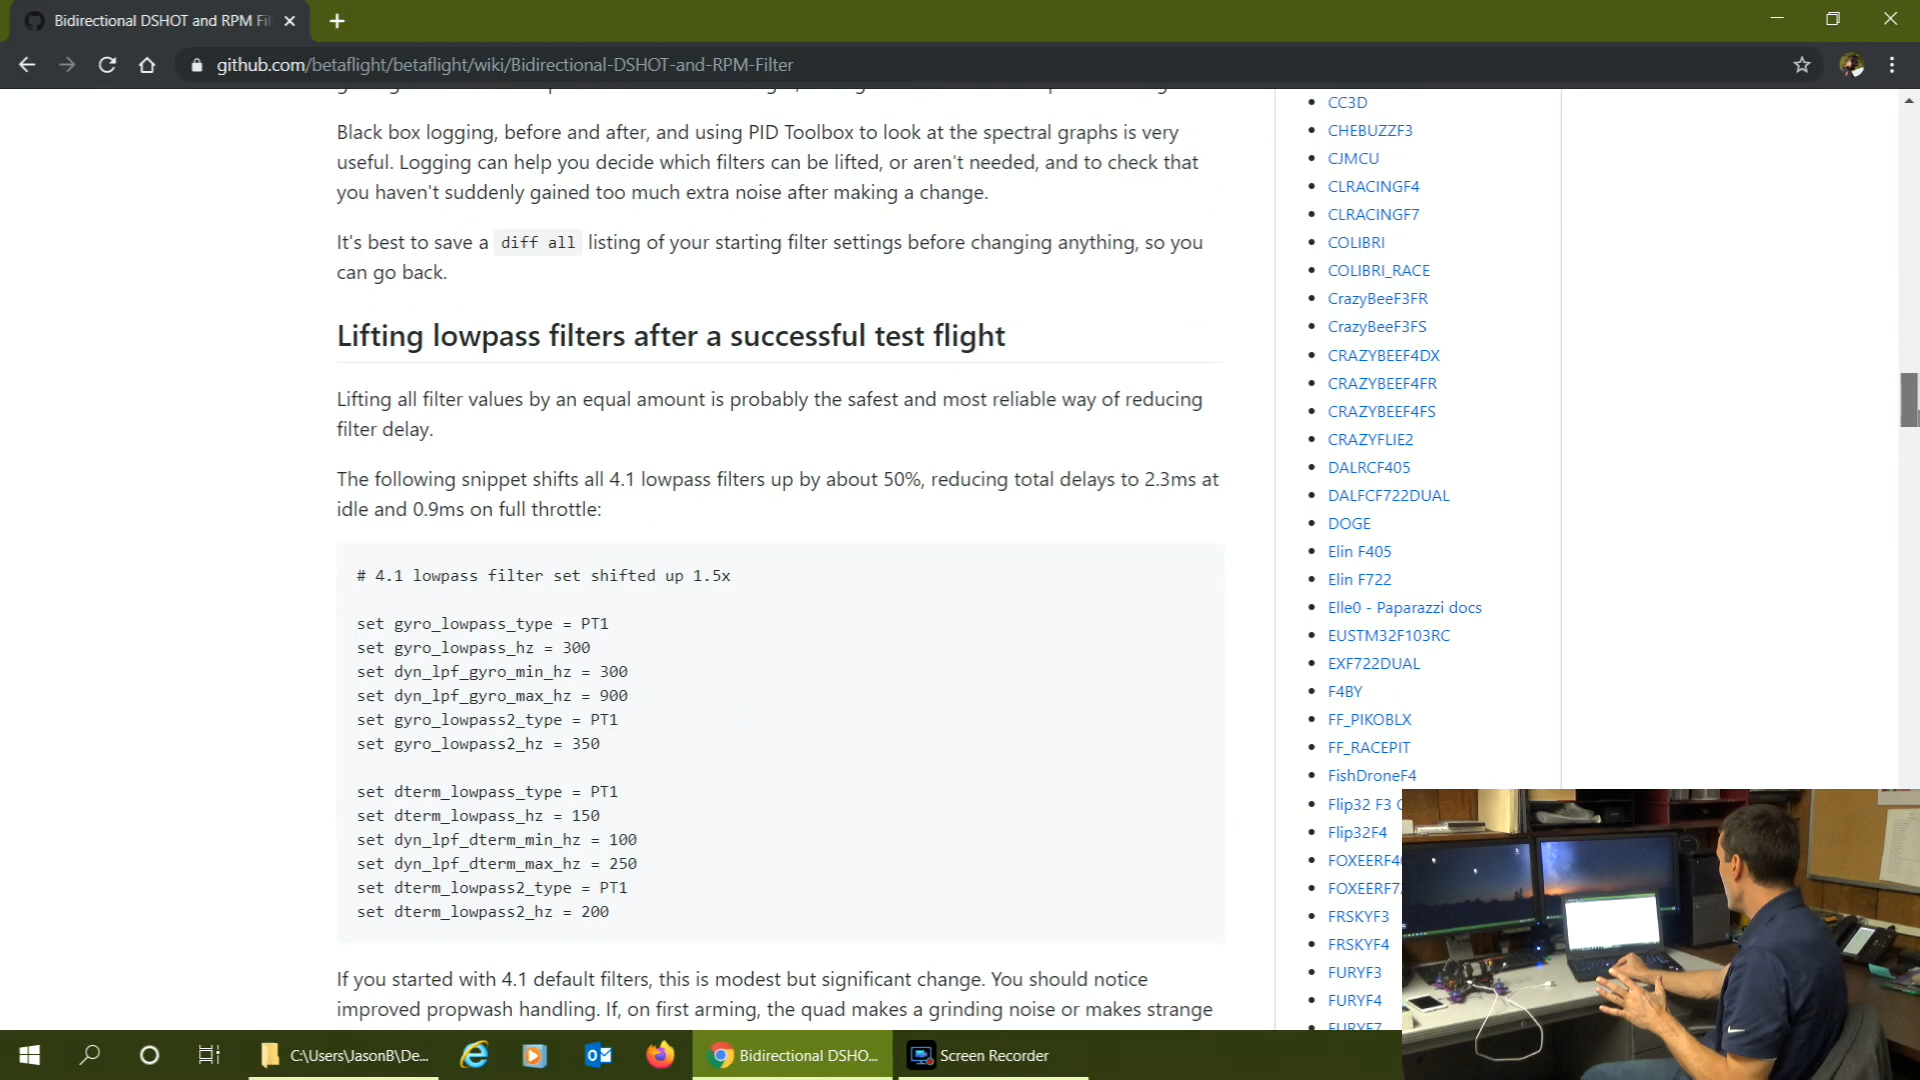 Bidirectional DSHOT and RPM Fil
github.com/betaflight/betaflight/wiki/Bidirectional-DSHOT-and-RPM-Filter
Black box logging, before and after, and using PID Toolbox to look at the spectral graphs is very
useful. Logging can help you decide which filters can be lifted, or aren't needed, and to check that
you haven't suddenly gained too much extra noise after making a change.
It's best to save a diff all listing of your starting filter settings before changing anything, so you
can go back.
Lifting lowpass filters after a successful test flight
Lifting all filter values by an equal amount is probably the safest and most reliable way of reducing
filter delay.
The following snippet shifts all 4.1 lowpass filters up by about 50%, reducing total delays to 2.3ms at
idle and 0.9ms on full throttle:
# 4.1 lowpass filter set shifted up 1.5x
set gyro_lowpass_type = PT1
set gyro_lowpass_hz = 300
set dyn_lpf_gyro_min_hz = 300
set dyn_lpf_gyro_max_hz = 900
set gyro_lowpass2_type = PT1
set gyro_lowpass2_hz = 350
set dterm_lowpass_type = PT1
set dterm_lowpass_hz = 150
set dyn_lpf_dterm_min_hz = 100
set dyn_lpf_dterm_max_hz = 250
set dterm_lowpass2_type = PT1
set dterm_lowpass2_hz = 200
If you started with 4.1 default filters, this is modest but significant change. You should notice
improved propwash handling. If, on first arming, the quad makes a grinding noise or makes strange
CC3D
CHEBUZZF3
CJMCU
CLRACINGF4
CLRACINGF7
COLIBRI
COLIBRI_RACE
CrazyBeeF3FR
CrazyBeeF3FS
CRAZYBEEF4DX
CRAZYBEEF4FR
CRAZYBEEF4FS
CRAZYFLIE2
DALRCF405
DALFCF722DUAL
DOGE
Elin F405
Elin F722
Elle0 - Paparazzi docs
EUSTM32F103RC
EXF722DUAL
F4BY
FF_PIKOBLX
FF_RACEPIT
FishDroneF4
Flip32 F3
Flip32F4
FOXEERF4
FOXEERF7
FRSKYF3
FRSKYF4
FURYF3
FURYF4
FURYF7
C:\Users\JasonB\De...
Bidirectional DSHO...
Screen Recorder